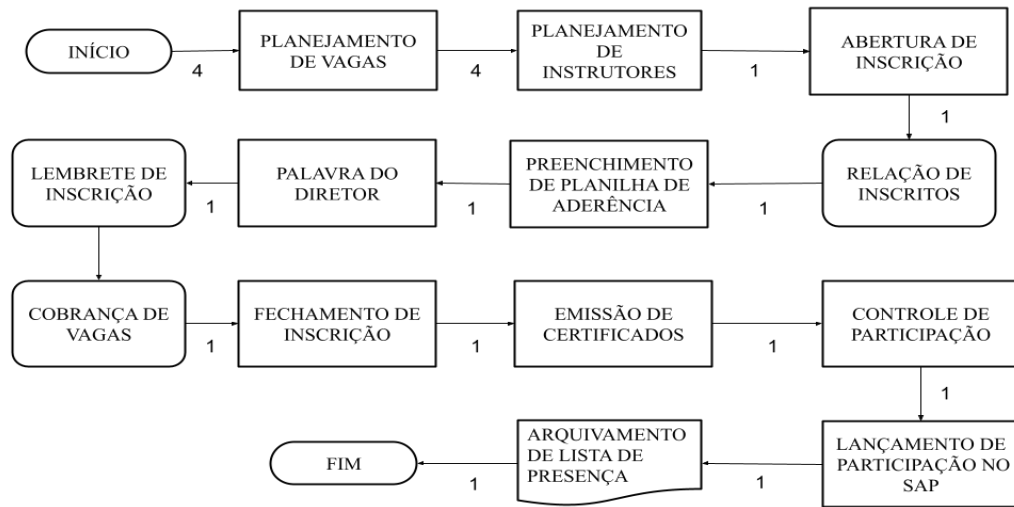 INÍCIO
4
PLANEJAMENTO
DE VAGAS
4
PLANEJAMENTO
DE
INSTRUTORES
1
ABERTURA DE
INSCRIÇÃO
1
RELAÇÃO DE
INSCRITOS
1
PREENCHIMENTO
DE PLANILHA DE
ADERÊNCIA
1
PALAVRA DO
DIRETOR
1
LEMBRETE DE
INSCRIÇÃO
COBRANÇA DE
VAGAS
1
FECHAMENTO DE
INSCRIÇÃO
1
EMISSÃO DE
CERTIFICADOS
1
CONTROLE DE
PARTICIPAÇÃO
1
LANÇAMENTO DE
PARTICIPAÇÃO NO
SAP
1
ARQUIVAMENTO
DE LISTA DE
PRESENÇA
1
FIM